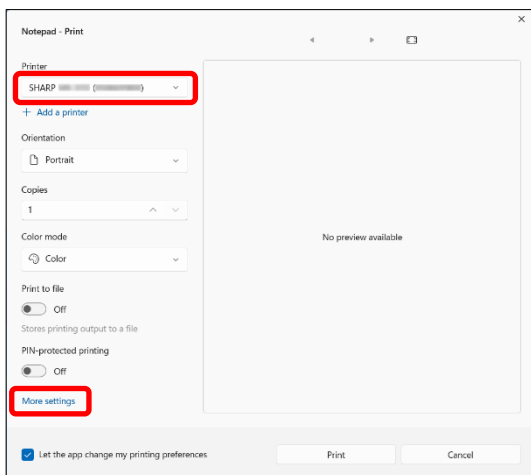 Notepad - Print
Printer
SHARP ( )
+ Add a printer
Orientation
Portrait
Copies
1
Color mode
Color
Print to file
Off
Stores printing output to a file
PIN-protected printing
Off
More settings
No preview available
Let the app change my printing preferences
Print
Cancel